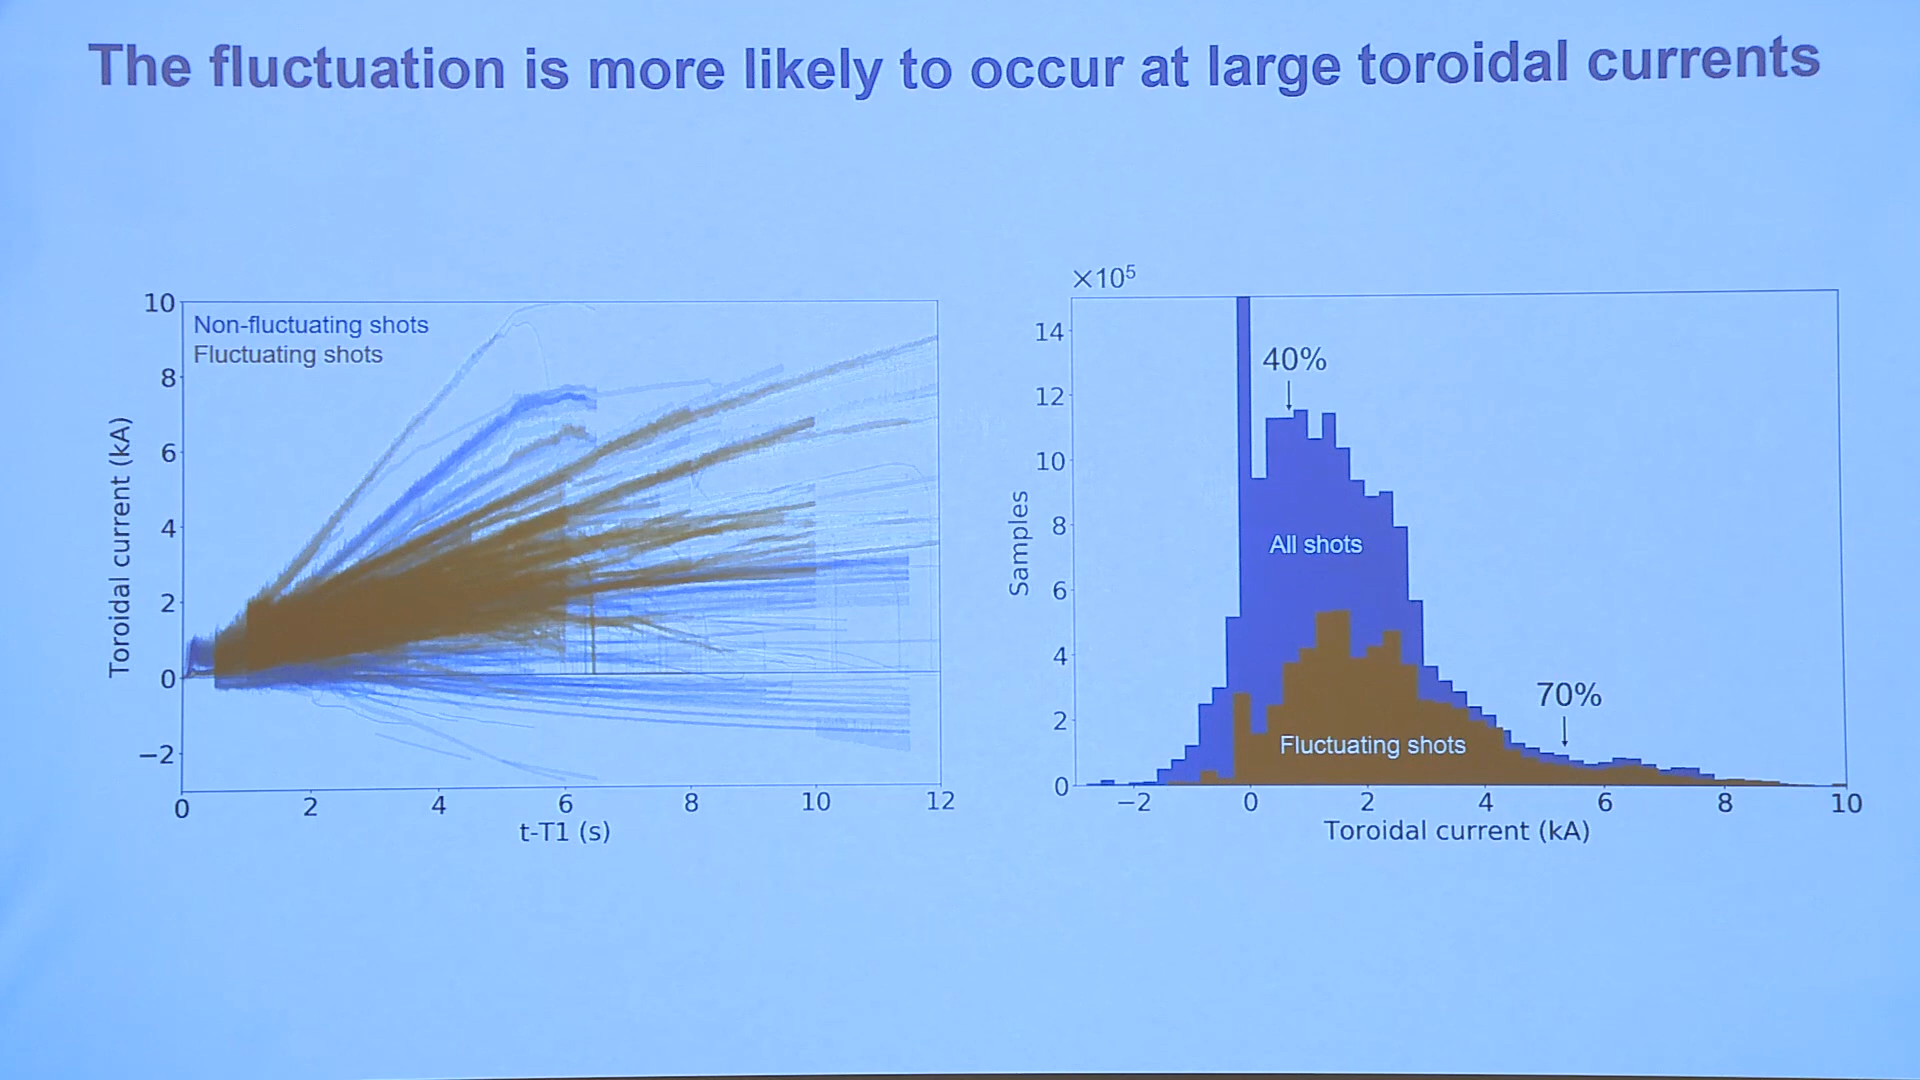 The fluctuation is more likely to occur at large toroidal currents
Non-fluctuating shots
Fluctuating shots
Toroidal current (kA)
10
8
6
4
2
0
−2
0 2 4 6 8 10 12
t-T1 (s)
×10⁵
14
12
10
8
6
4
2
0
Samples
40%
All shots
70%
Fluctuating shots
−2 0 2 4 6 8 10
Toroidal current (kA)